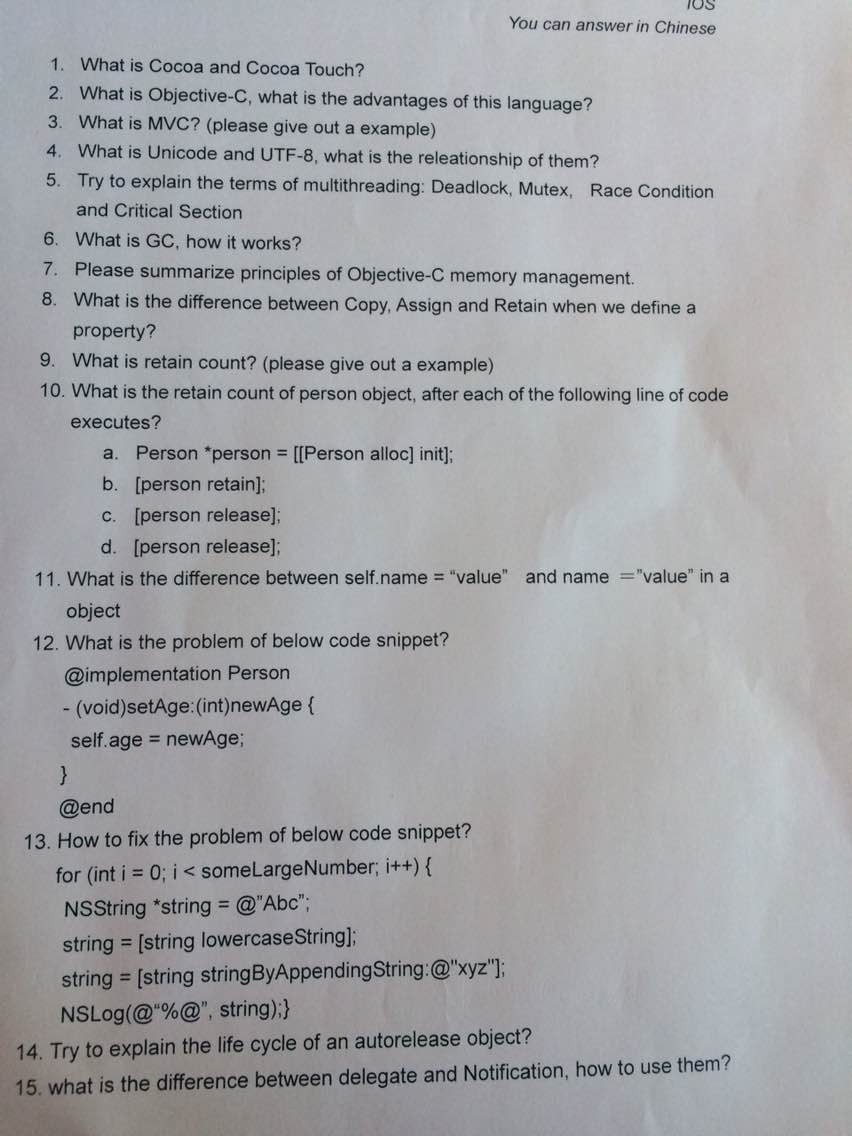 iOS
You can answer in Chinese
1. What is Cocoa and Cocoa Touch?
2. What is Objective-C, what is the advantages of this language?
3. What is MVC? (please give out a example)
4. What is Unicode and UTF-8, what is the releationship of them?
5. Try to explain the terms of multithreading: Deadlock, Mutex, Race Condition
and Critical Section
6. What is GC, how it works?
7. Please summarize principles of Objective-C memory management.
8. What is the difference between Copy, Assign and Retain when we define a
property?
9. What is retain count? (please give out a example)
10. What is the retain count of person object, after each of the following line of code
executes?
a. Person *person = [[Person alloc] init];
b. [person retain];
c. [person release];
d. [person release];
11. What is the difference between self.name = “value” and name =”value” in a
object
12. What is the problem of below code snippet?
@implementation Person
- (void)setAge:(int)newAge {
self.age = newAge;
}
@end
13. How to fix the problem of below code snippet?
for (int i = 0; i < someLargeNumber; i++) {
NSString *string = @”Abc”;
string = [string lowercaseString];
string = [string stringByAppendingString:@"xyz"];
NSLog(@“%@”, string);}
14. Try to explain the life cycle of an autorelease object?
15. what is the difference between delegate and Notification, how to use them?